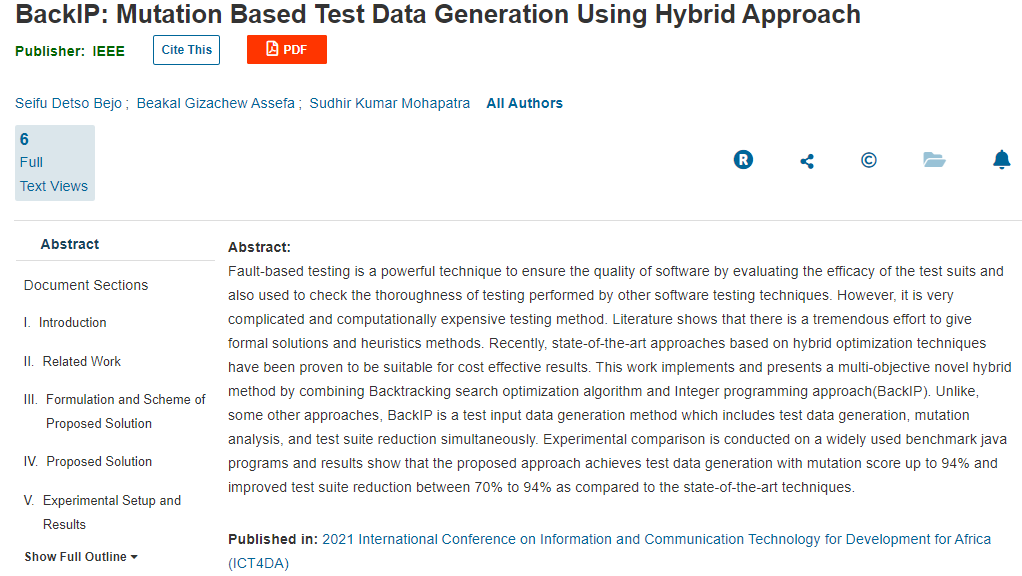 BackIP: Mutation Based Test Data Generation Using Hybrid Approach
Publisher: IEEE
Cite This
PDF
Seifu Detso Bejo ; Beakal Gizachew Assefa ; Sudhir Kumar Mohapatra All Authors
6
Full
Text Views
R
©
Abstract
Document Sections
I. Introduction
II. Related Work
III. Formulation and Scheme of
Proposed Solution
IV. Proposed Solution
V. Experimental Setup and
Results
Show Full Outline
Abstract:
Fault-based testing is a powerful technique to ensure the quality of software by evaluating the efficacy of the test suits and
also used to check the thoroughness of testing performed by other software testing techniques. However, it is very
complicated and computationally expensive testing method. Literature shows that there is a tremendous effort to give
formal solutions and heuristics methods. Recently, state-of-the-art approaches based on hybrid optimization techniques
have been proven to be suitable for cost effective results. This work implements and presents a multi-objective novel hybrid
method by combining Backtracking search optimization algorithm and Integer programming approach(BackIP). Unlike,
some other approaches, BackIP is a test input data generation method which includes test data generation, mutation
analysis, and test suite reduction simultaneously. Experimental comparison is conducted on a widely used benchmark java
programs and results show that the proposed approach achieves test data generation with mutation score up to 94% and
improved test suite reduction between 70% to 94% as compared to the state-of-the-art techniques.
Published in: 2021 International Conference on Information and Communication Technology for Development for Africa
(ICT4DA)